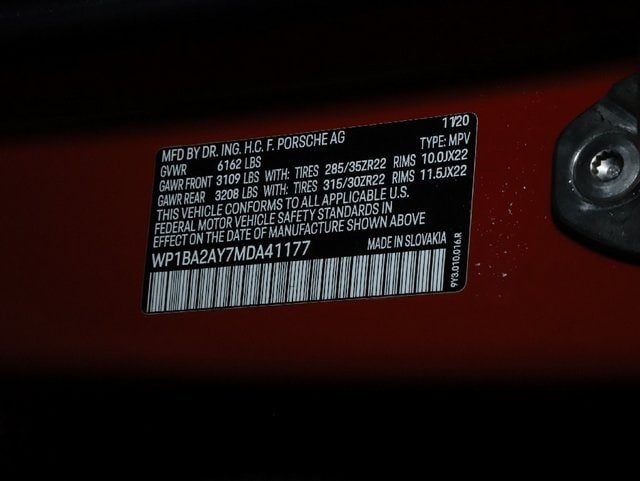 MFD BY DR. ING. H.C. F. PORSCHE AG 11/20
GVWR 6162 LBS TYPE: MPV
GAWR FRONT 3109 LBS WITH: TIRES 285/35ZR22 RIMS 10.0JX22
GAWR REAR 3208 LBS WITH: TIRES 315/30ZR22 RIMS 11.5JX22
THIS VEHICLE CONFORMS TO ALL APPLICABLE U.S.
FEDERAL MOTOR VEHICLE SAFETY STANDARDS IN
EFFECT ON THE DATE OF MANUFACTURE SHOWN ABOVE
WP1BA2AY7MDA41177 MADE IN SLOVAKIA
9Y3.010.016.R